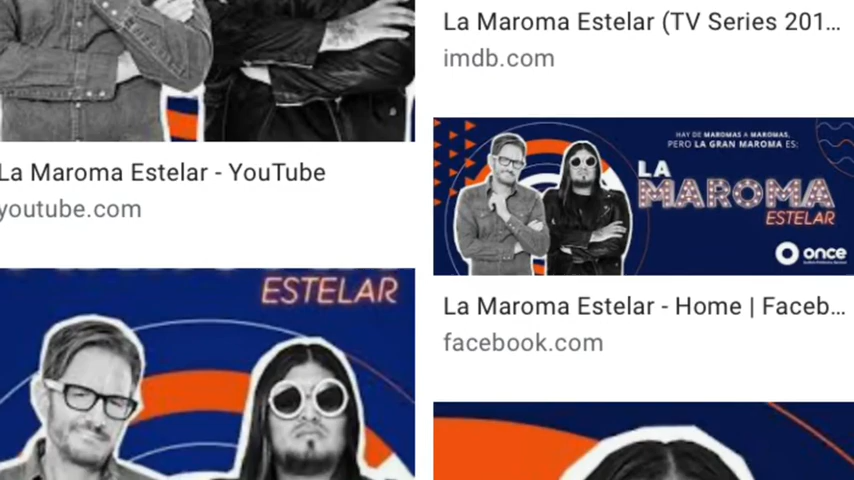 La Maroma Estelar - YouTube
youtube.com
ESTELAR
La Maroma Estelar (TV Series 201...
imdb.com
HAY DE MAROMAS A MAROMAS,
PERO LA GRAN MAROMA ES:
LA
MAROMA
ESTELAR
once
La Maroma Estelar - Home | Faceb...
facebook.com